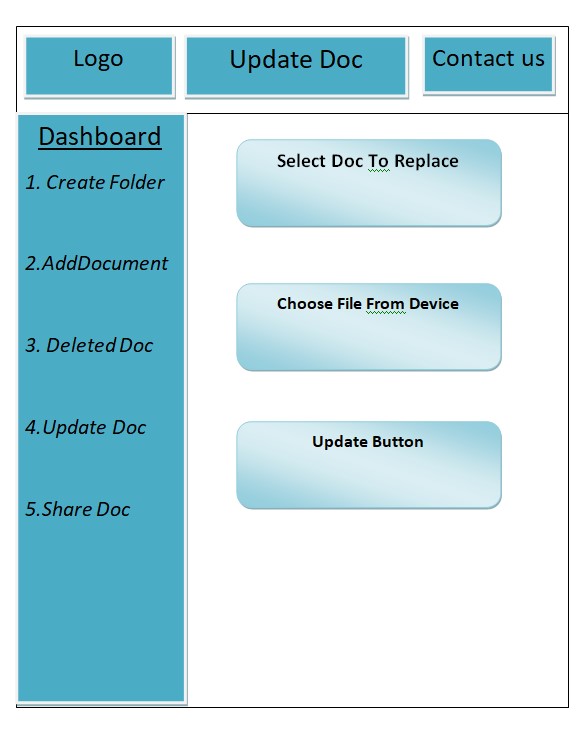 Logo
Update Doc
Contact us
Dashboard
1. Create Folder
2.AddDocument
3. Deleted Doc
4.Update Doc
5.Share Doc
Select Doc To Replace
Choose File From Device
Update Button